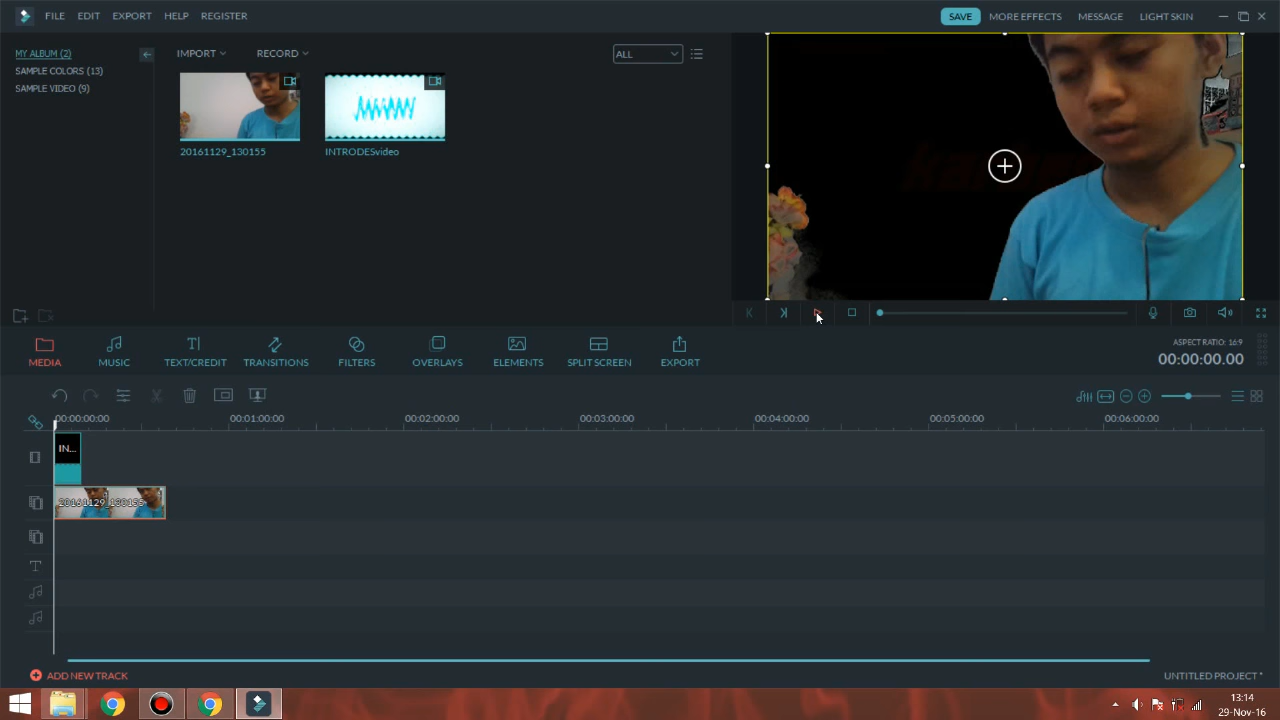 FILE EDIT EXPORT HELP REGISTER SAVE MORE EFFECTS MESSAGE LIGHT SKIN
MY ALBUM (2) IMPORT RECORD ALL
SAMPLE COLORS (13)
SAMPLE VIDEO (9)
20161129_130155 INTRODESvideo
MEDIA MUSIC TEXT/CREDIT TRANSITIONS FILTERS OVERLAYS ELEMENTS SPLIT SCREEN EXPORT
ASPECT RATIO: 16:9
00:00:00.00
00:00:00:00 00:01:00:00 00:02:00:00 00:03:00:00 00:04:00:00 00:05:00:00 00:06:00:00
IN...
20161129_130155
T
ADD NEW TRACK UNTITLED PROJECT *
13:14
29-Nov-16